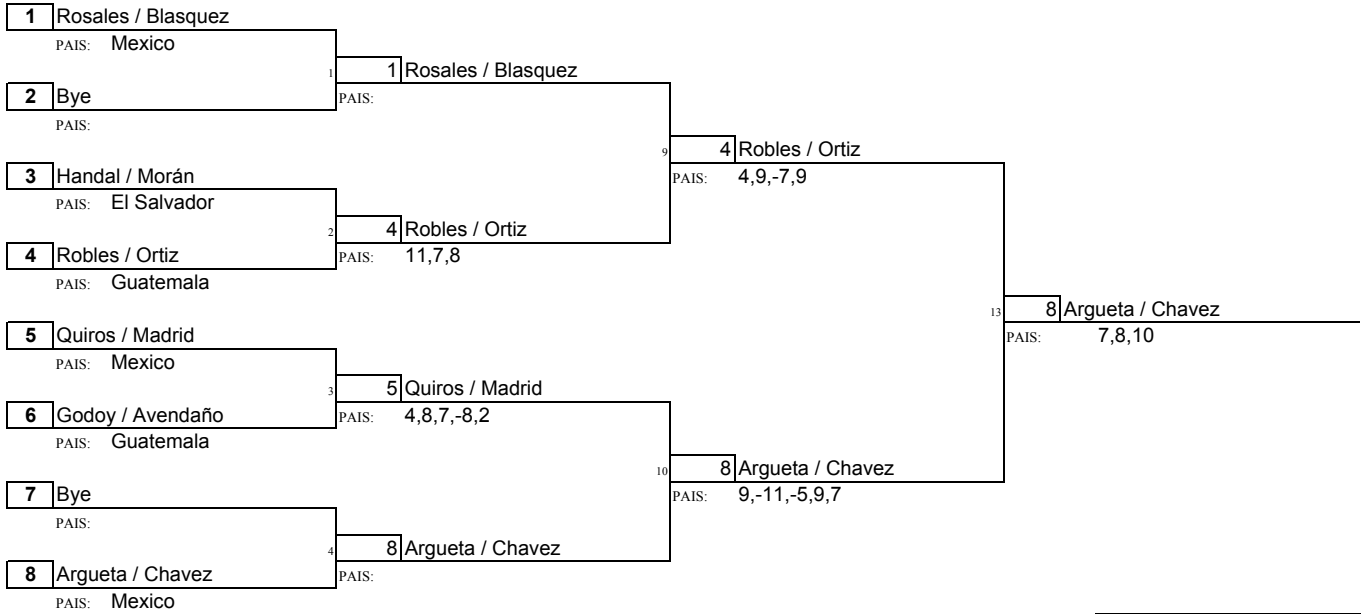 1 Rosales / Blasquez
PAIS: Mexico
1 1 Rosales / Blasquez
2 Bye PAIS:
PAIS:
9 4 Robles / Ortiz
3 Handal / Morán PAIS: 4,9,-7,9
PAIS: El Salvador
2 4 Robles / Ortiz
4 Robles / Ortiz PAIS: 11,7,8
PAIS: Guatemala
13 8 Argueta / Chavez
5 Quiros / Madrid PAIS: 7,8,10
PAIS: Mexico
3 5 Quiros / Madrid
6 Godoy / Avendaño PAIS: 4,8,7,-8,2
PAIS: Guatemala
10 8 Argueta / Chavez
7 Bye PAIS: 9,-11,-5,9,7
PAIS:
4 8 Argueta / Chavez
8 Argueta / Chavez PAIS:
PAIS: Mexico